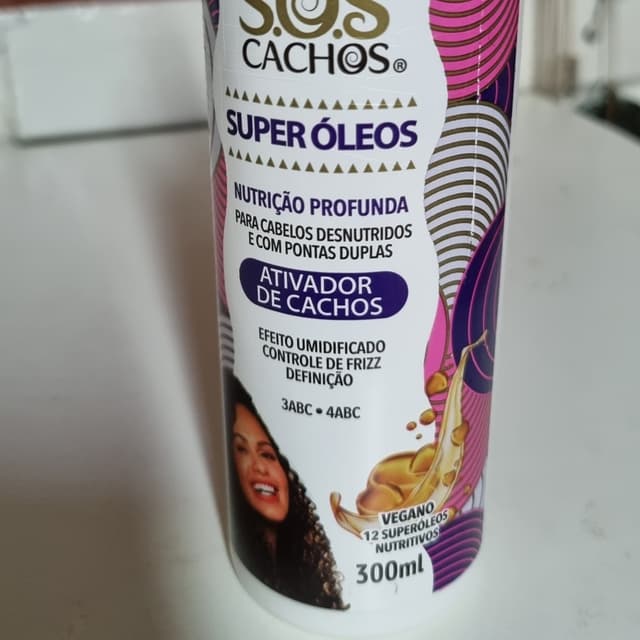 S.O.S
CACHOS®
SUPER ÓLEOS
NUTRIÇÃO PROFUNDA
PARA CABELOS DESNUTRIDOS
E COM PONTAS DUPLAS
ATIVADOR
DE CACHOS
EFEITO UMIDIFICADO
CONTROLE DE FRIZZ
DEFINIÇÃO
3ABC • 4ABC
VEGANO
12 SUPERÓLEOS
NUTRITIVOS
300ml